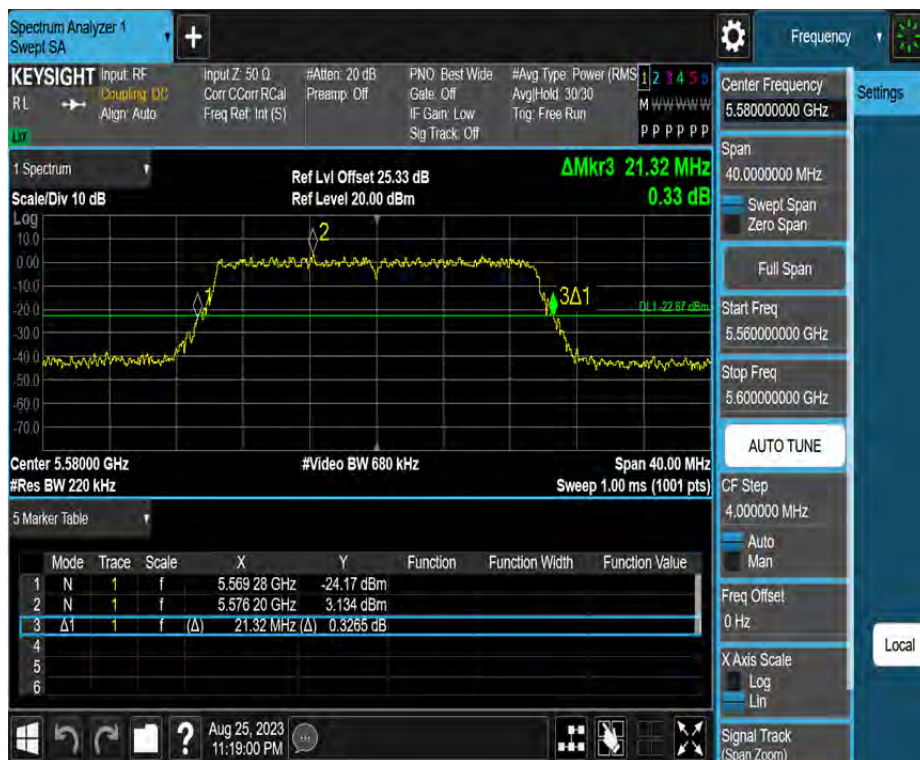 Spectrum Analyzer 1
Swept SA
+
Frequency
KEYSIGHT Input: RF Input Z: 50 Ω #Atten: 20 dB PNO: Best Wide #Avg Type: Power (RMS 1 2 3 4 5 6
RL Coupling: DC Corr CCorr RCal Preamp: Off Gate: Off Avg|Hold: 30/30 M W W W W W
Align: Auto Freq Ref: Int (S) IF Gain: Low Trig: Free Run
Sig Track: Off P P P P P P
LXI
Center Frequency
5.580000000 GHz
Settings
Span
40.0000000 MHz
Swept Span
Zero Span
Full Span
Start Freq
5.560000000 GHz
Stop Freq
5.600000000 GHz
AUTO TUNE
CF Step
4.000000 MHz
Auto
Man
Freq Offset
0 Hz
X Axis Scale
Log
Lin
Signal Track
(Span Zoom)
Local
1 Spectrum
Scale/Div 10 dB
Ref Lvl Offset 25.33 dB
Ref Level 20.00 dBm
ΔMkr3 21.32 MHz
0.33 dB
Log
10.0
0.00
-10.0
-20.0
-30.0
-40.0
-50.0
-60.0
-70.0
1
2
3Δ1
DL1 -22.87 dBm
Center 5.58000 GHz #Video BW 680 kHz Span 40.00 MHz
#Res BW 220 kHz Sweep 1.00 ms (1001 pts)
5 Marker Table
Mode Trace Scale X Y Function Function Width Function Value
1 N 1 f 5.569 28 GHz -24.17 dBm
2 N 1 f 5.576 20 GHz 3.134 dBm
3 Δ1 1 f (Δ) 21.32 MHz (Δ) 0.3265 dB
4
5
6
?
Aug 25, 2023
11:19:00 PM